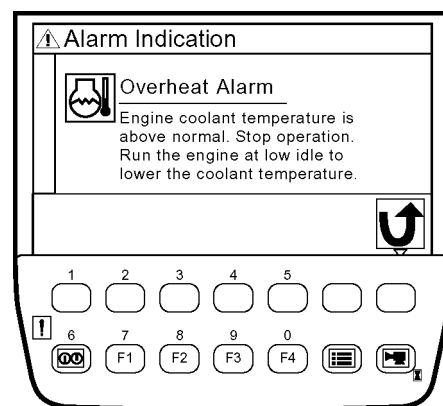 Alarm Indication
Overheat Alarm
Engine coolant temperature is
above normal. Stop operation.
Run the engine at low idle to
lower the coolant temperature.
1 2 3 4 5
!
6 7 8 9 0
F1 F2 F3 F4